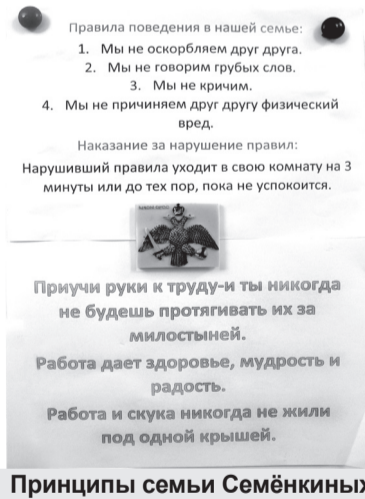 Правила поведения в нашей семье:
1. Мы не оскорбляем друг друга.
2. Мы не говорим грубых слов.
3. Мы не кричим.
4. Мы не причиняем друг другу физический
вред.
Наказание за нарушение правил:
Нарушивший правила уходит в свою комнату на 3
минуты или до тех пор, пока не успокоится.
Приучи руки к труду-и ты никогда
не будешь протягивать их за
милостыней.
Работа дает здоровье, мудрость и
радость.
Работа и скука никогда не жили
под одной крышей.
Принципы семьи Семёнкиных